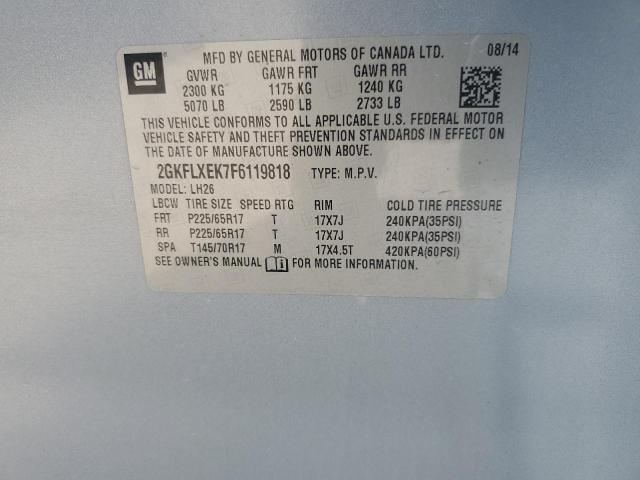 GM
MFD BY GENERAL MOTORS OF CANADA LTD. 08/14
GVWR GAWR FRT GAWR RR
2300 KG 1175 KG 1240 KG
5070 LB 2590 LB 2733 LB
THIS VEHICLE CONFORMS TO ALL APPLICABLE U.S. FEDERAL MOTOR
VEHICLE SAFETY AND THEFT PREVENTION STANDARDS IN EFFECT ON
THE DATE OF MANUFACTURE SHOWN ABOVE.
2GKFLXEK7F6119818 TYPE: M.P.V.
MODEL: LH26
LBCW TIRE SIZE SPEED RTG RIM COLD TIRE PRESSURE
FRT P225/65R17 T 17X7J 240KPA(35PSI)
RR P225/65R17 T 17X7J 240KPA(35PSI)
SPA T145/70R17 M 17X4.5T 420KPA(60PSI)
SEE OWNER'S MANUAL FOR MORE INFORMATION.